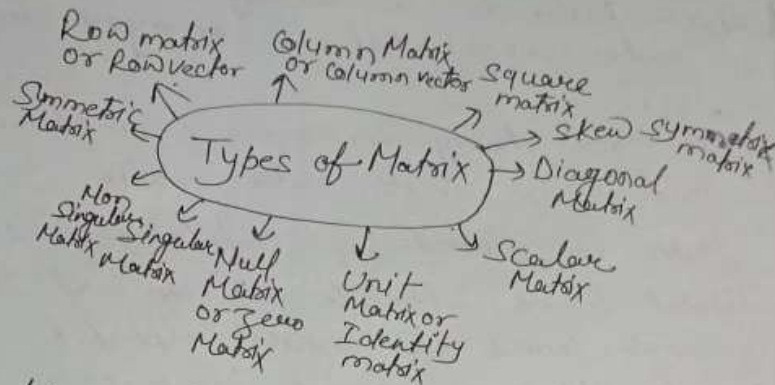 Row matrix
or Row vector
Column Matrix
or column vector
Square
matrix
Skew symmetrix
matrix
Symmetric
Matrix
Types of Matrix
Diagonal
Matrix
Non
Singular
Matrix
Singular
Matrix
Null
Matrix
or zero
Matrix
Unit
Matrix or
Identity
matrix
Scalar
Matrix